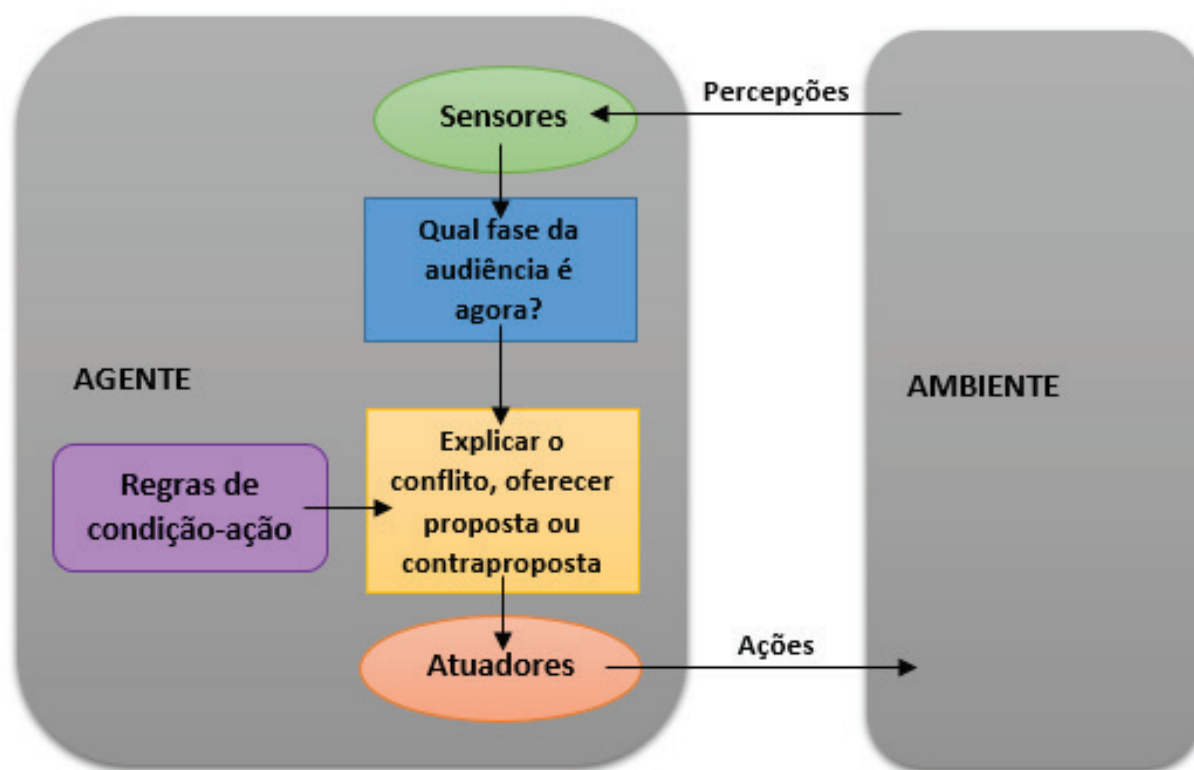 Percepções
Sensores
Qual fase da
audiência é
agora?
AGENTE
AMBIENTE
Explicar o
conflito, oferecer
proposta ou
contraproposta
Regras de
condição-ação
Ações
Atuadores